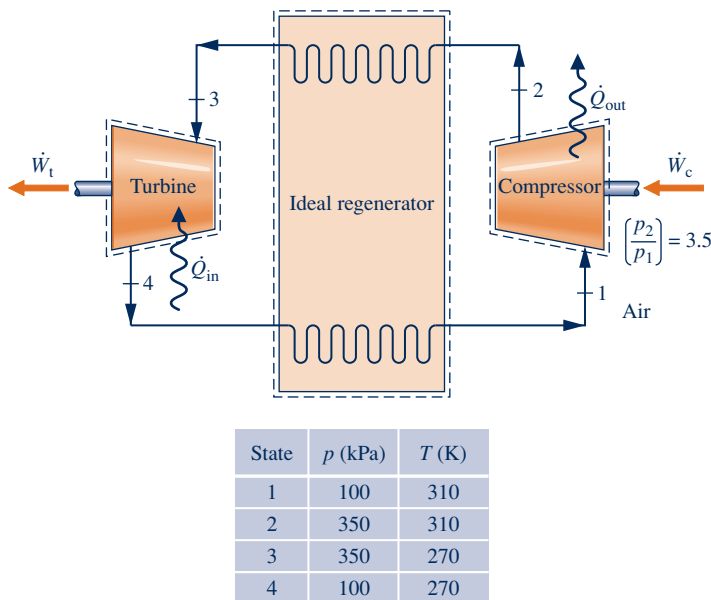 3
2
Q̇out
Ẇt
Turbine
Ideal regenerator
Compressor
Ẇc
(p2/p1) = 3.5
Q̇in
4
1
Air
State p (kPa) T (K)
1 100 310
2 350 310
3 350 270
4 100 270